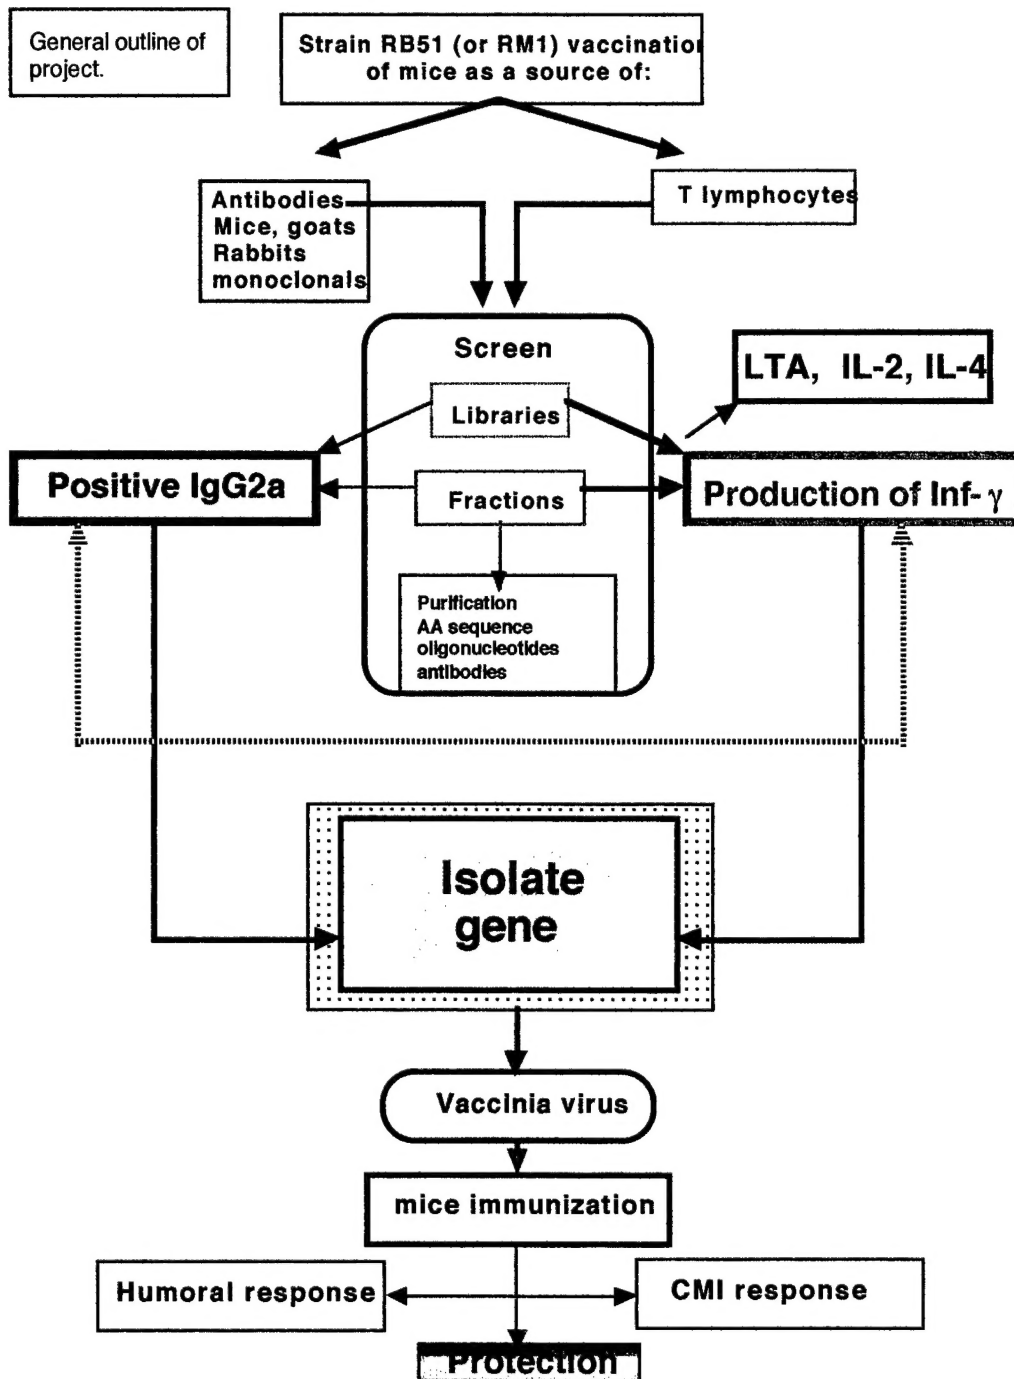 General outline of
project.
Strain RB51 (or RM1) vaccination
of mice as a source of:
Antibodies
Mice, goats
Rabbits
monoclonals
T lymphocytes
Screen
Libraries
LTA, IL-2, IL-4
Positive IgG2a
Fractions
Production of Inf-γ
Purification
AA sequence
oligonucleotides
antibodies
Isolate
gene
Vaccinia virus
mice immunization
Humoral response
CMI response
Protection